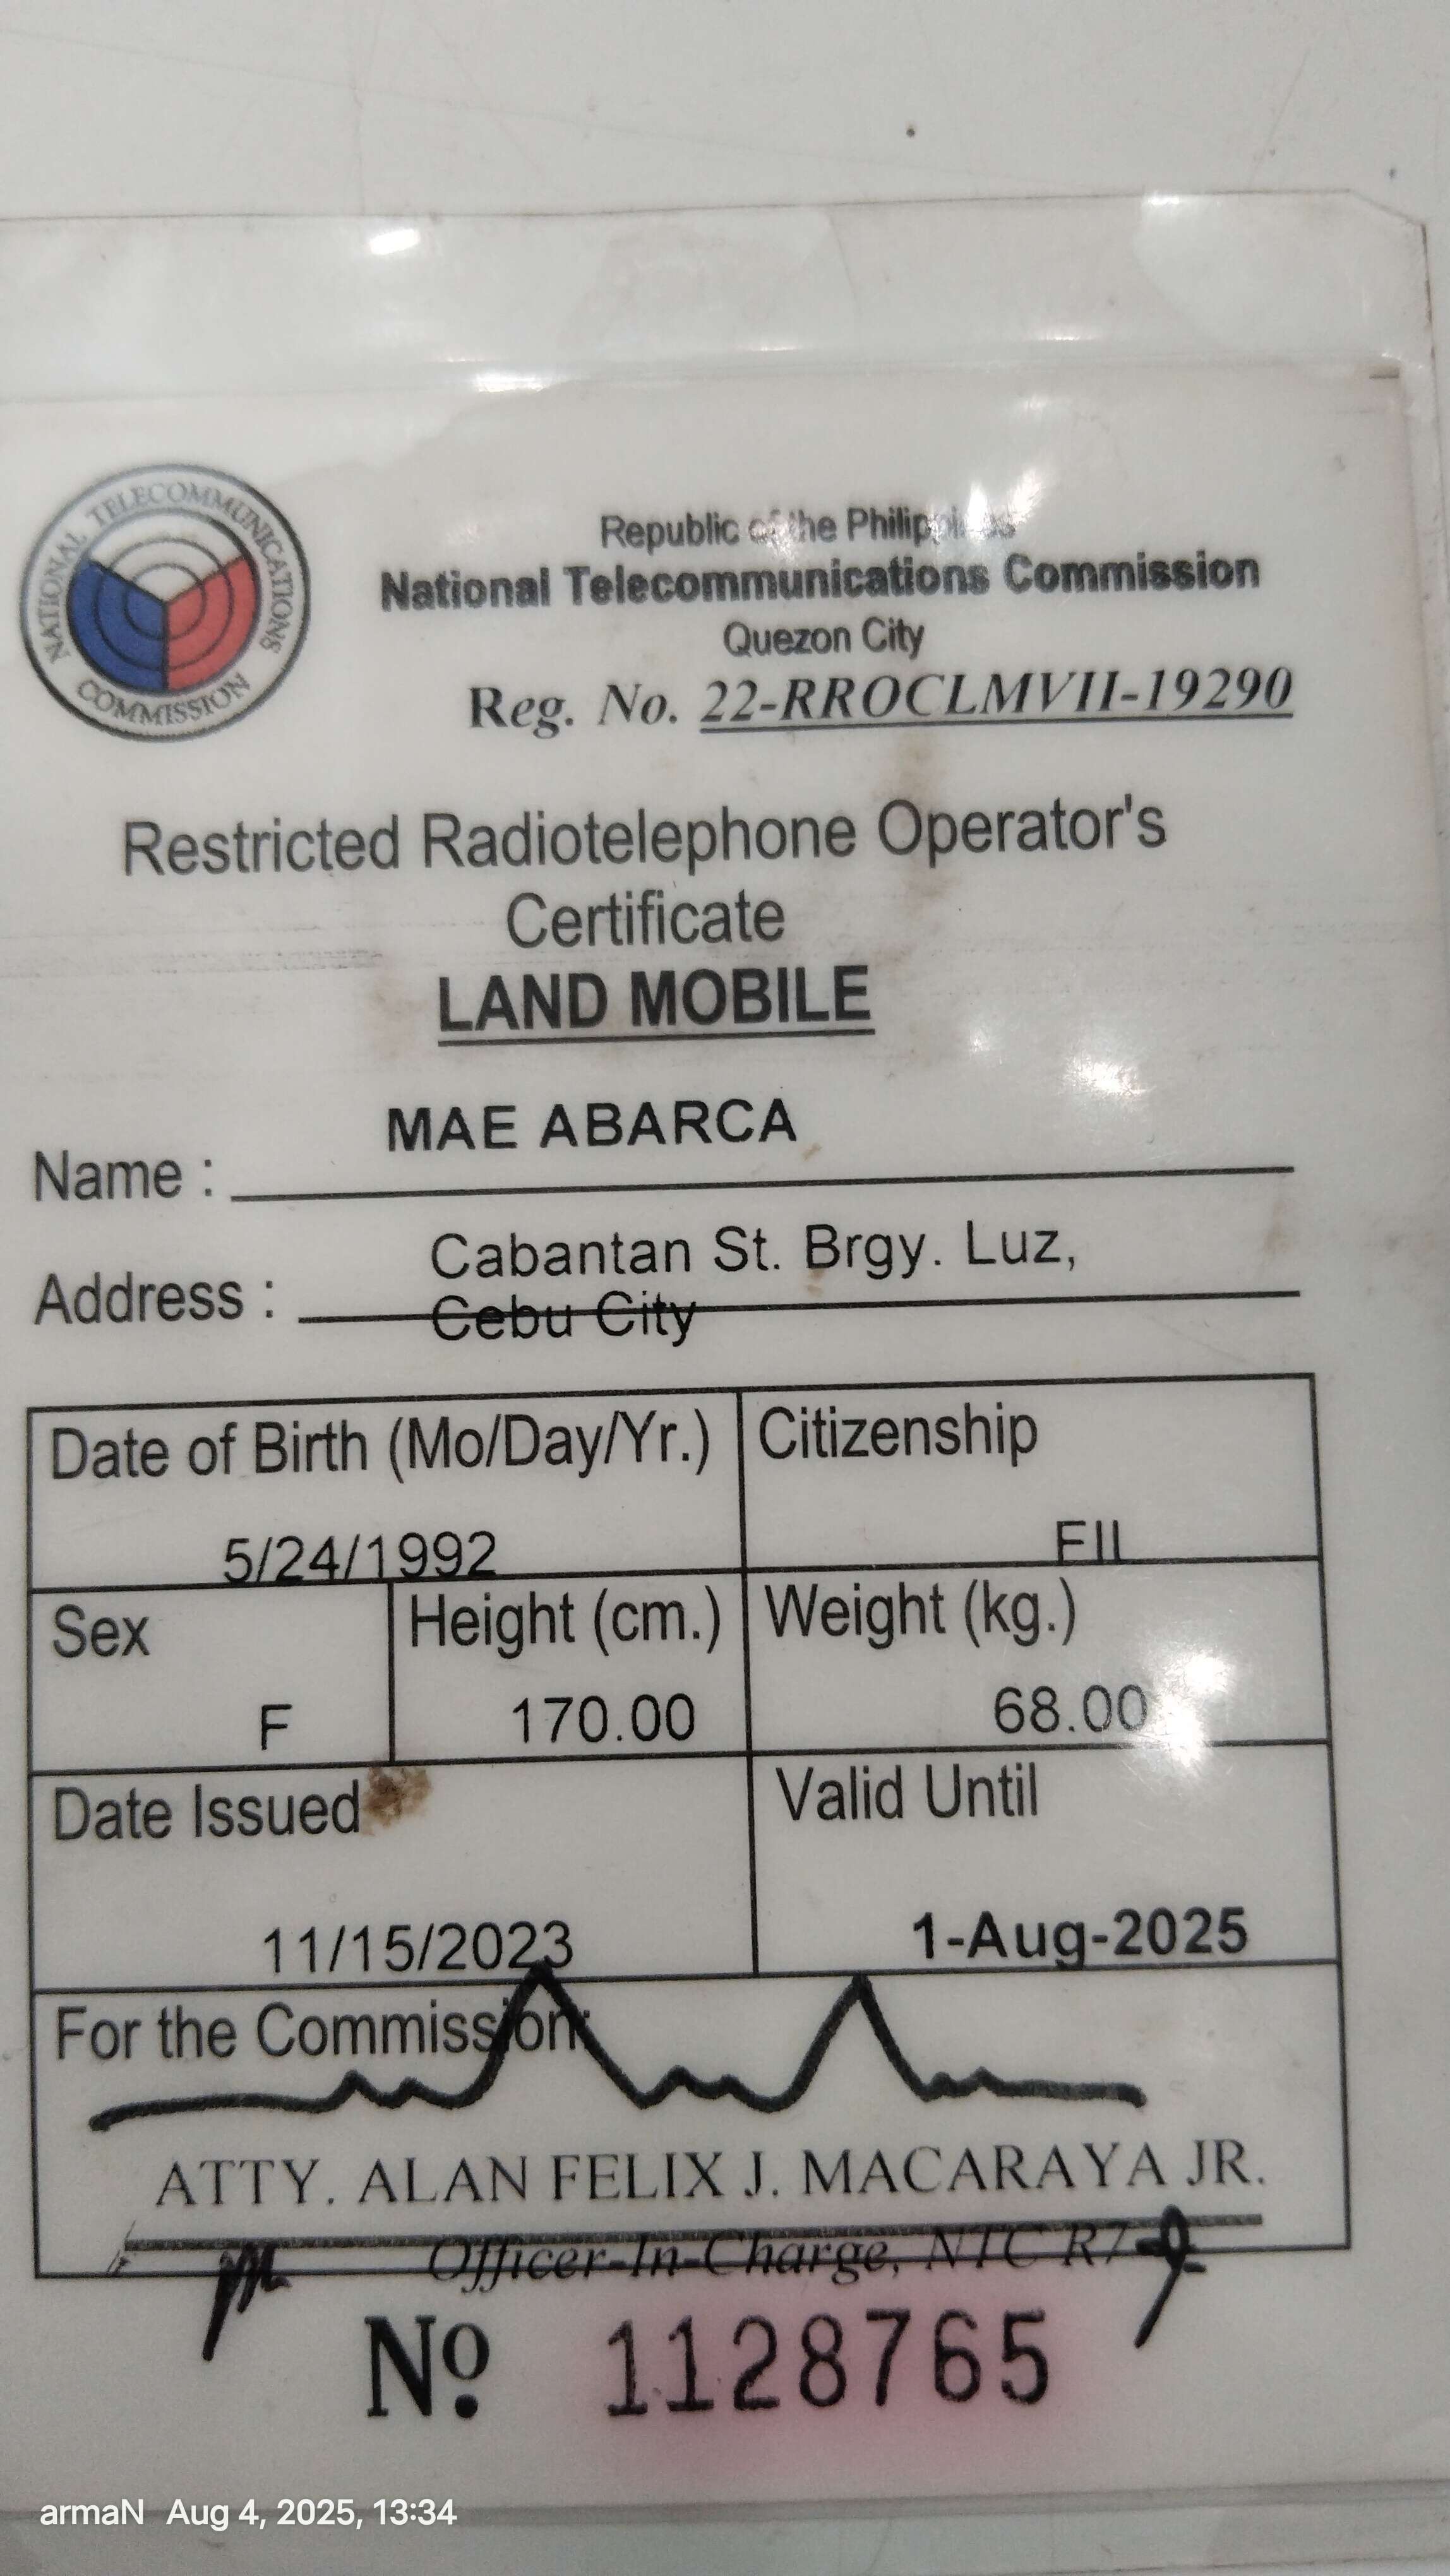 NATIONAL TELECOMMUNICATIONS COMMISSION
Republic of the Philippines
National Telecommunications Commission
Quezon City
Reg. No. 22-RROCLMVII-19290
Restricted Radiotelephone Operator's
Certificate
LAND MOBILE
Name : MAE ABARCA
Address : Cabantan St. Brgy. Luz,
Cebu City
Date of Birth (Mo/Day/Yr.) Citizenship
5/24/1992 FIL
Sex Height (cm.) Weight (kg.)
F 170.00 68.00
Date Issued Valid Until
11/15/2023 1-Aug-2025
For the Commission:
ATTY. ALAN FELIX J. MACARAYA JR.
Officer-In-Charge, NTC R7
No. 1128765
armaN Aug 4, 2025, 13:34